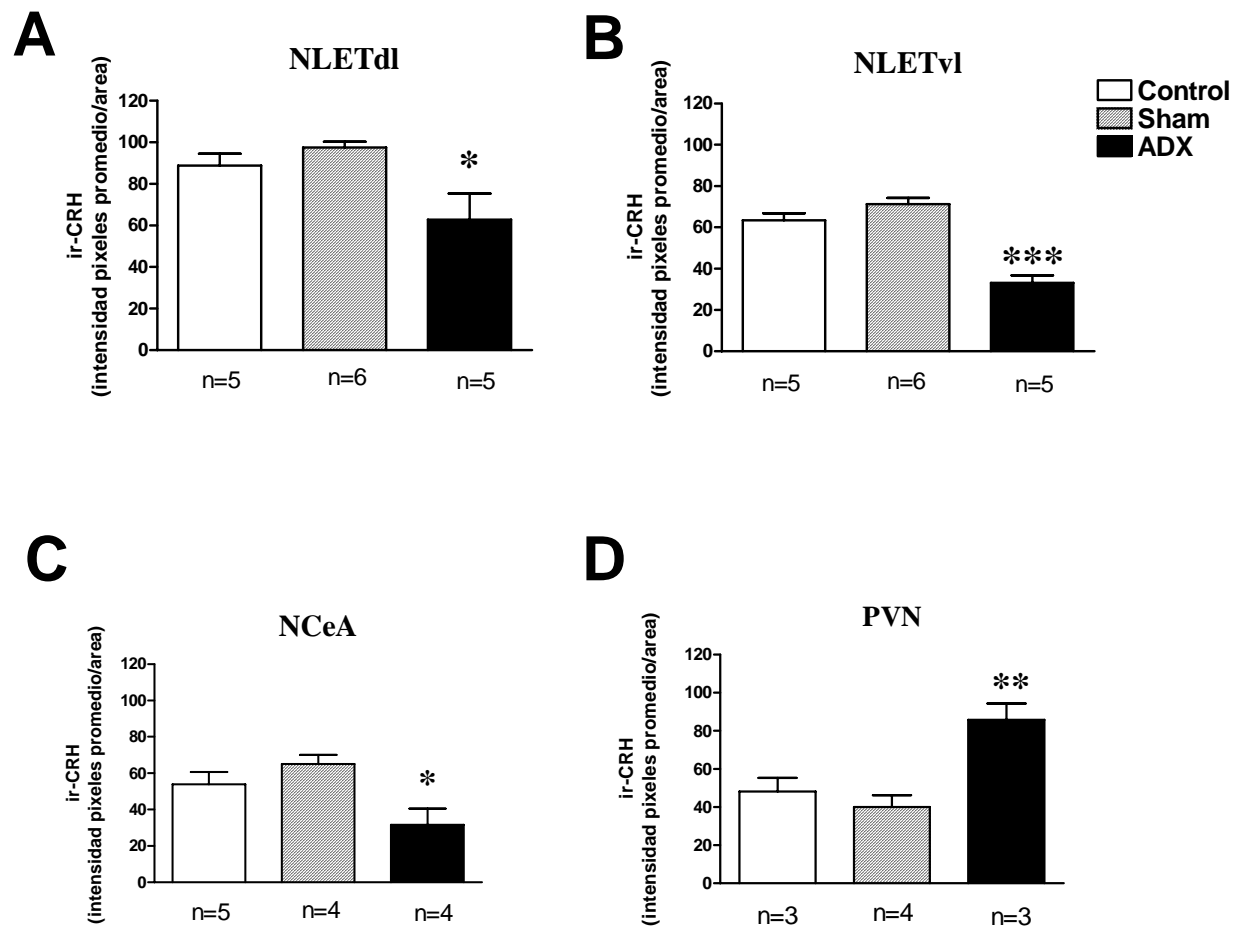 A
NLETdl
ir-CRH
(intensidad pixeles promedio/area)
120
100
80
60
40
20
0
*
n=5
n=6
n=5
B
NLETvl
ir-CRH
(intensidad pixeles promedio/area)
120
100
80
60
40
20
0
***
n=5
n=6
n=5
Control
Sham
ADX
C
NCeA
ir-CRH
(intensidad pixeles promedio/area)
120
100
80
60
40
20
0
*
n=5
n=4
n=4
D
PVN
ir-CRH
(intensidad pixeles promedio/area)
120
100
80
60
40
20
0
**
n=3
n=4
n=3